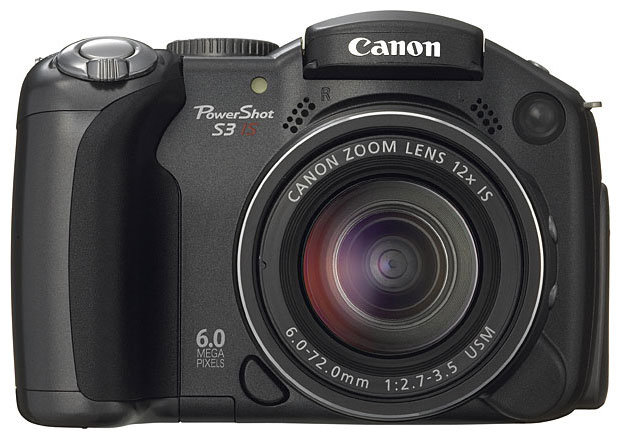 Canon
R
L
PowerShot
S3 IS
CANON ZOOM LENS 12x IS
6.0
MEGA
PIXELS
6.0-72.0mm 1:2.7-3.5 USM